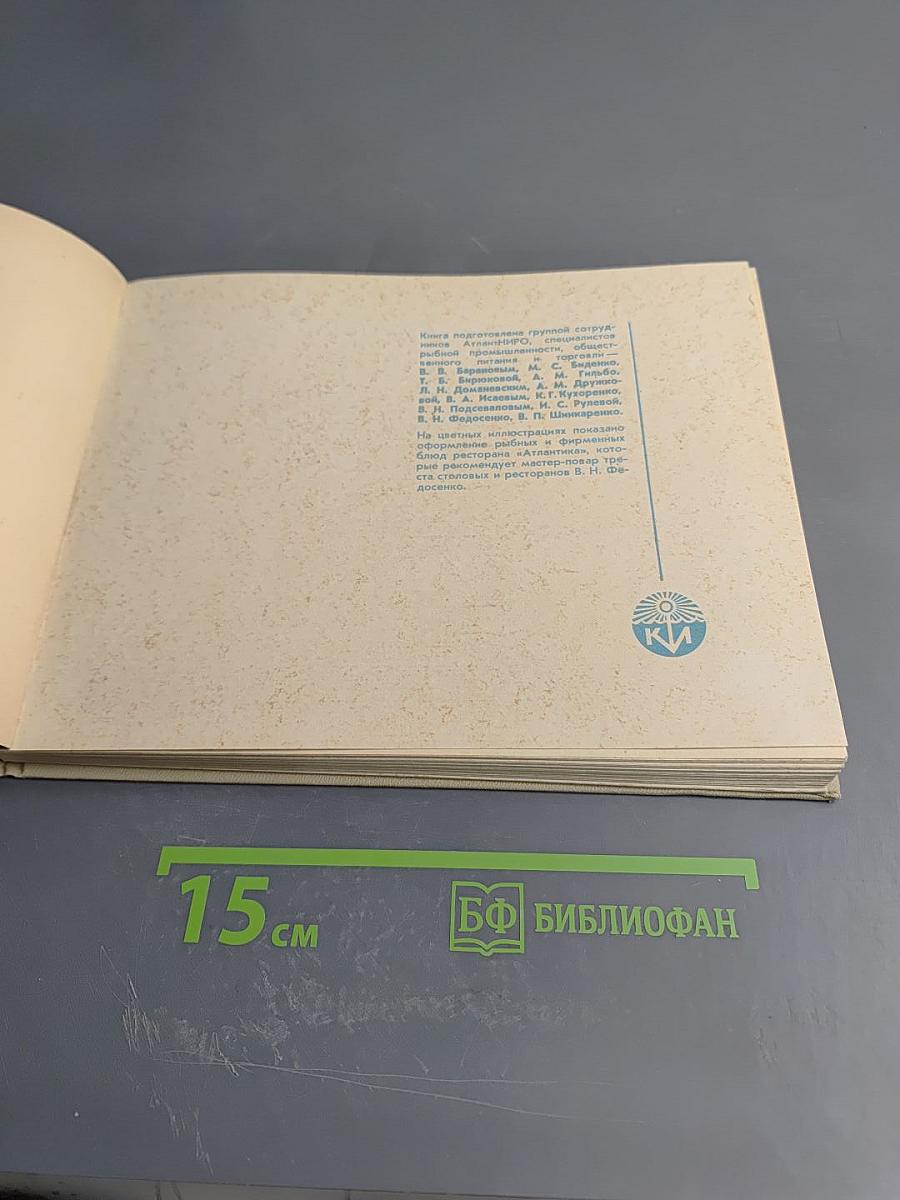 Книга подготовлена группой сотруд-
ников АтлантНИРО, специалистов
рыбной промышленности, общест-
венного питания и торговли —
В. В. Барановым, М. С. Биденко,
Т. Б. Бирюковой, А. М. Гильбо,
Л. Н. Доманевским, А. М. Дружко-
вой, В. А. Исаевым, К. Г. Кухоренко,
В. Н. Подсеваловым, И. С. Рулевой,
В. Н. Федосенко, В. П. Шинкаренко.
На цветных иллюстрациях показано
оформление рыбных и фирменных
блюд ресторана «Атлантика», кото-
рые рекомендует мастер-повар тре-
ста столовых и ресторанов В. Н. Фе-
досенко.
КИ
15 см
БФ БИБЛИОФАН